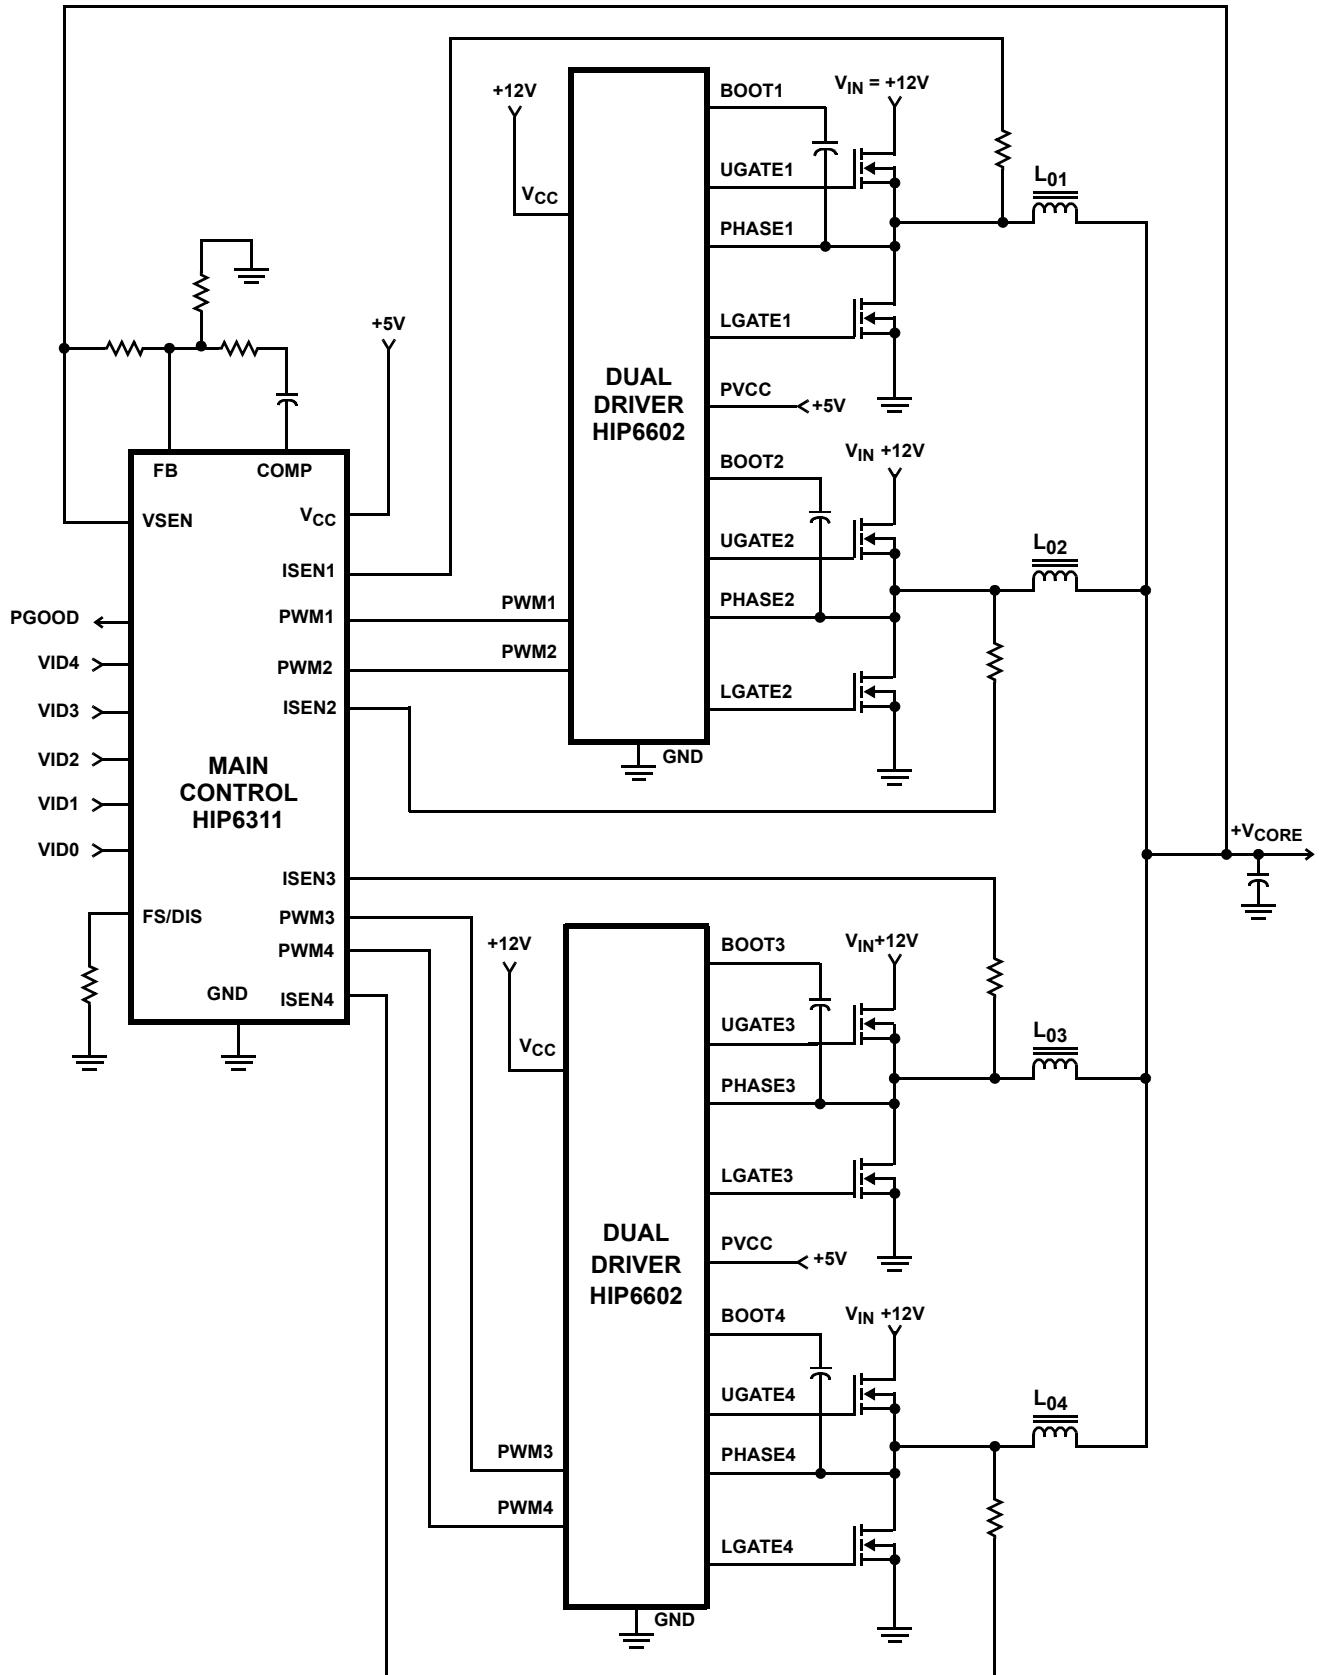 +12V
VCC
BOOT1
VIN = +12V
UGATE1
PHASE1
L01
LGATE1
DUAL
DRIVER
HIP6602
PVCC
+5V
BOOT2
VIN +12V
UGATE2
PHASE2
L02
LGATE2
GND
+5V
FB
COMP
VSEN
VCC
ISEN1
PGOOD
PWM1
PWM1
VID4
PWM2
PWM2
VID3
ISEN2
VID2
MAIN
CONTROL
HIP6311
VID1
VID0
+VCORE
ISEN3
FS/DIS
PWM3
PWM4
GND
ISEN4
+12V
VCC
BOOT3
VIN+12V
UGATE3
PHASE3
L03
LGATE3
DUAL
DRIVER
HIP6602
PVCC
+5V
BOOT4
VIN +12V
UGATE4
L04
PWM3
PHASE4
PWM4
LGATE4
GND